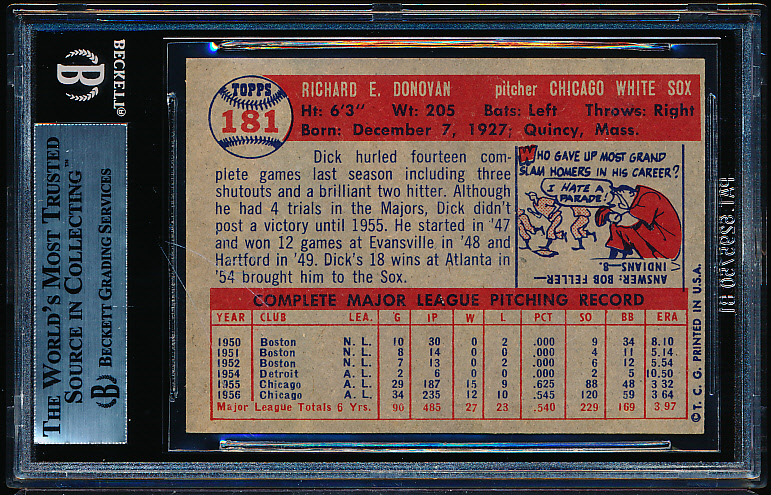 BECKETT®
THE WORLD'S MOST TRUSTED
SOURCE IN COLLECTING™
BECKETT GRADING SERVICES
B
B
TOPPS
181
RICHARD E. DONOVAN pitcher CHICAGO WHITE SOX
Ht: 6'3" Wt: 205 Bats: Left Throws: Right
Born: December 7, 1927; Quincy, Mass.
Dick hurled fourteen com-
plete games last season including three
shutouts and a brilliant two hitter. Although
he had 4 trials in the Majors, Dick didn't
post a victory until 1955. He started in '47
and won 12 games at Evansville in '48 and
Hartford in '49. Dick's 18 wins at Atlanta in
'54 brought him to the Sox.
WHO GAVE UP MOST GRAND
SLAM HOMERS IN HIS CAREER?
I HATE A
PARADE!
ANSWER: BOB FELLER—
INDIANS-8
COMPLETE MAJOR LEAGUE PITCHING RECORD
YEAR CLUB LEA. G IP W L PCT SO BB ERA
1950 Boston N. L. 10 30 0 2 .000 9 34 8.10
1951 Boston N. L. 8 14 0 0 .000 4 11 5.14
1952 Boston N. L. 7 13 0 2 .000 6 12 5.54
1954 Detroit A. L. 2 6 0 0 .000 2 5 10.50
1955 Chicago A. L. 29 187 15 9 .625 88 48 3.32
1956 Chicago A. L. 34 235 12 10 .545 120 59 3.64
Major League Totals 6 Yrs. 90 485 27 23 .540 229 169 3.97
© T. C. G. PRINTED IN U.S.A.